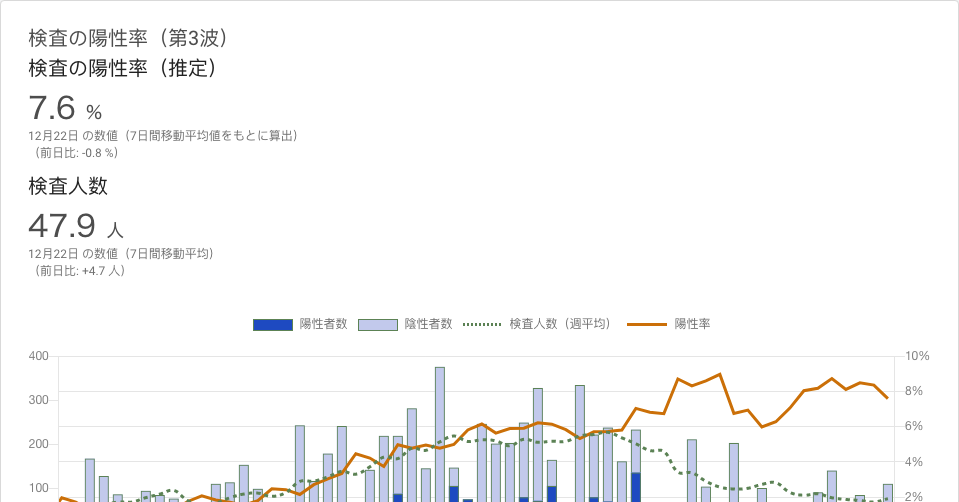 検査の陽性率（第3波）
検査の陽性率（推定）
7.6 %
12月22日 の数値（7日間移動平均値をもとに算出）
（前日比: -0.8 %）
検査人数
47.9 人
12月22日 の数値（7日間移動平均）
（前日比: +4.7 人）
陽性者数 陰性者数 検査人数（週平均） 陽性率
400 10%
300 8%
200 6%
100 4%
2%